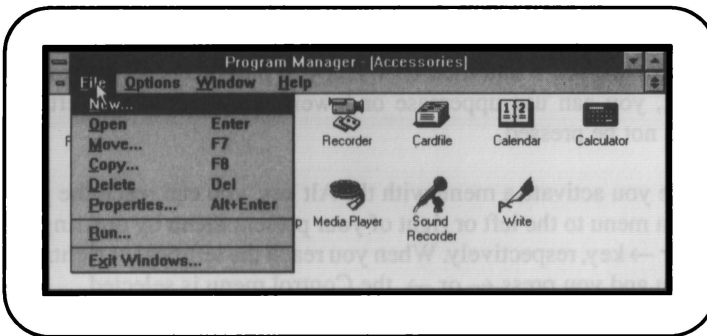 Program Manager - [Accessories]
File Options Window Help
New...
Open Enter
Move... F7
Copy... F8
Delete Del
Properties... Alt+Enter
Run...
Exit Windows...
Recorder Cardfile Calendar Calculator
p Media Player Sound Recorder Write